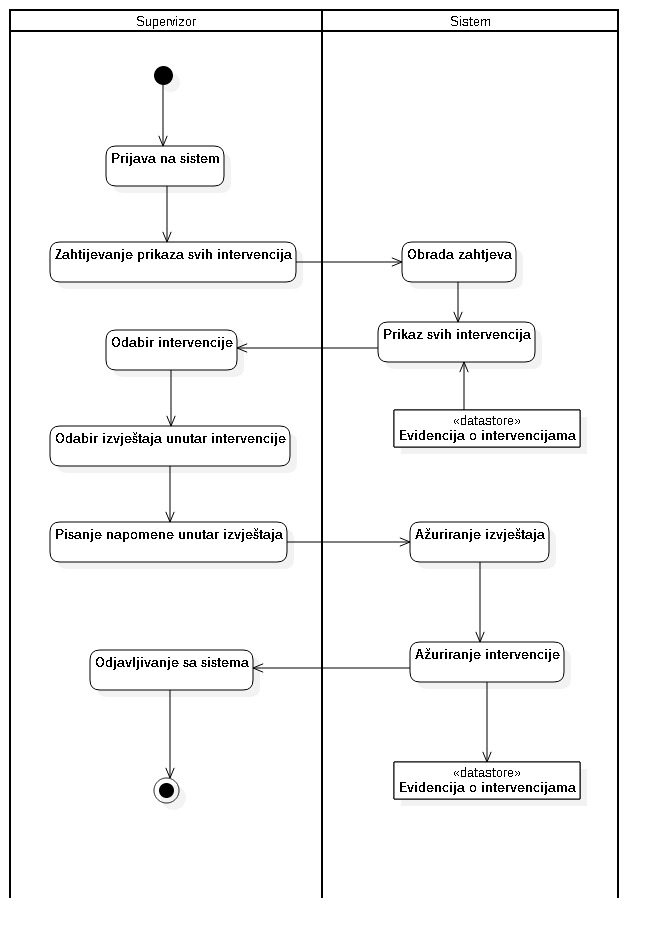 Supervizor
Sistem
Prijava na sistem
Zahtijevanje prikaza svih intervencija
Obrada zahtjeva
Prikaz svih intervencija
Odabir intervencije
«datastore»
Evidencija o intervencijama
Odabir izvještaja unutar intervencije
Pisanje napomene unutar izvještaja
Ažuriranje izvještaja
Ažuriranje intervencije
Odjavljivanje sa sistema
«datastore»
Evidencija o intervencijama